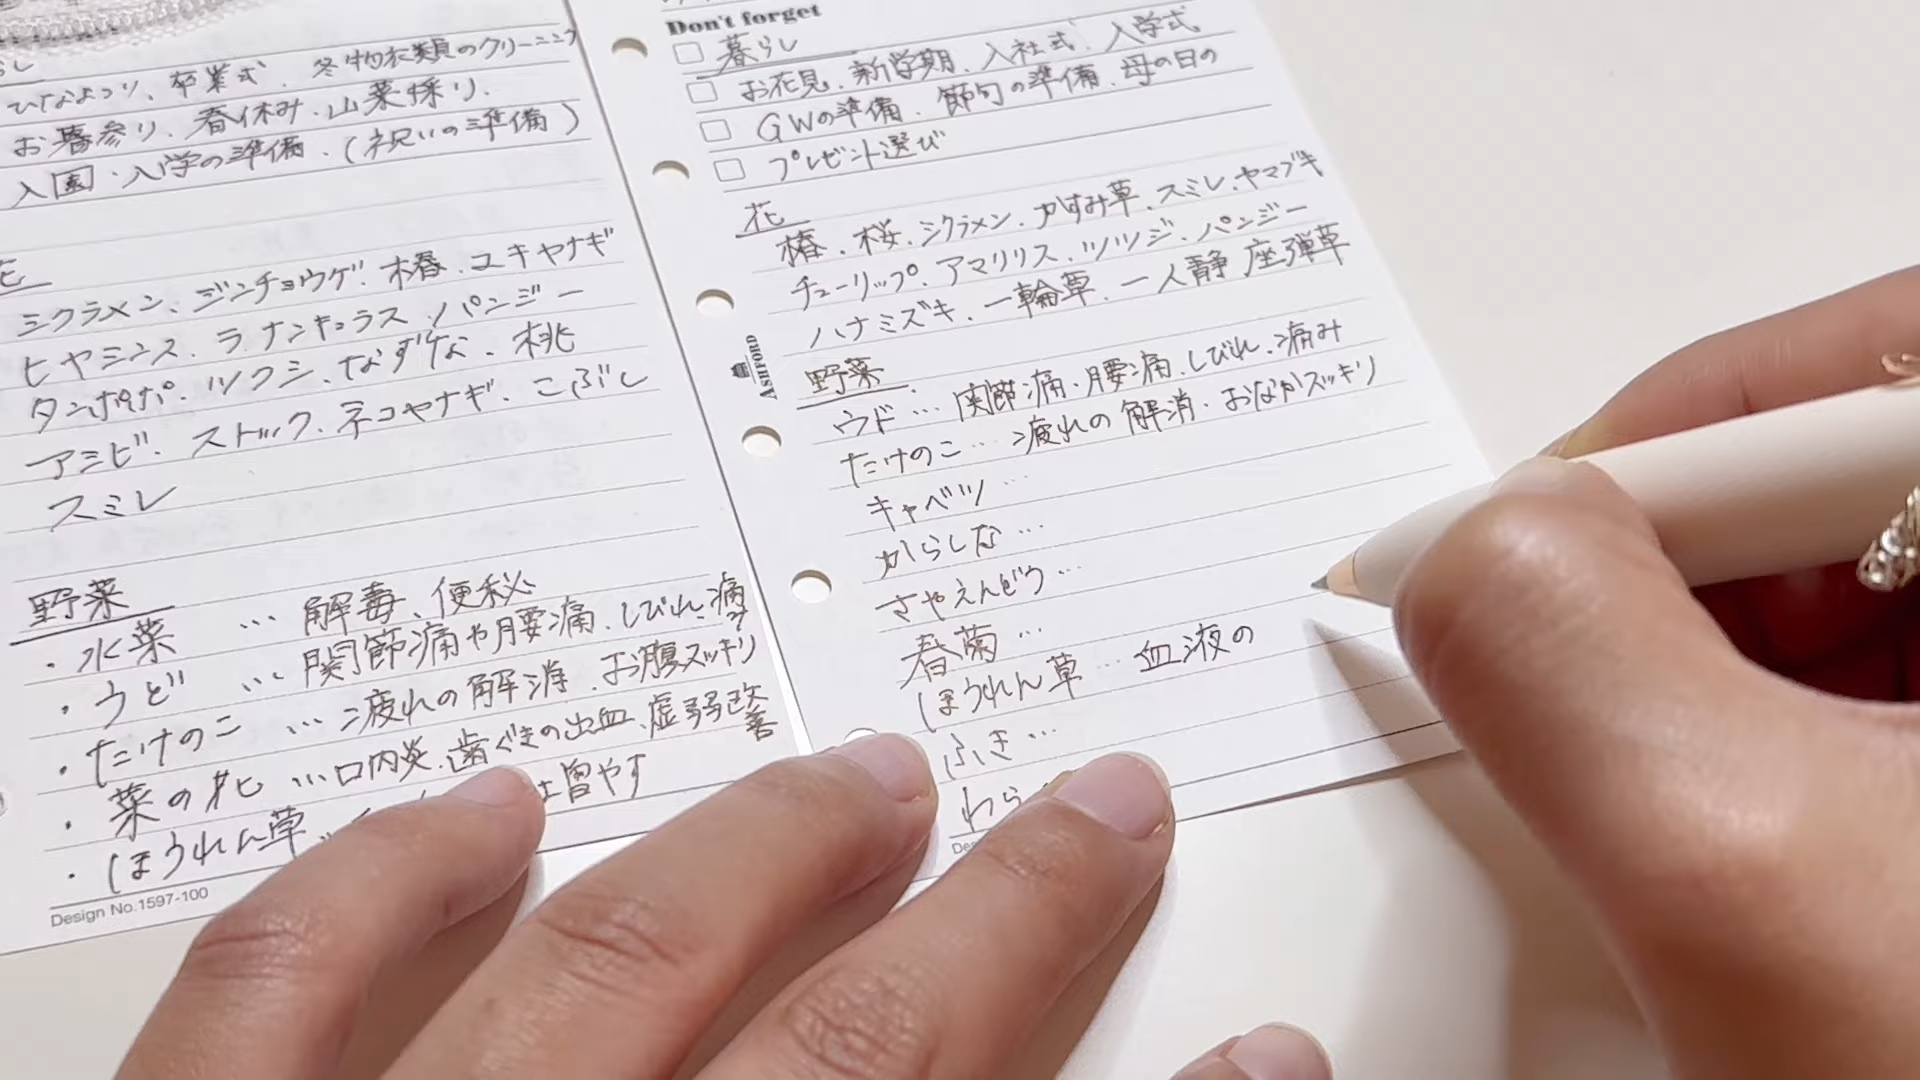 らし
ひなまつり、卒業式、冬物衣類のクリーニング
お墓参り、春休み、山菜採り、
入園・入学の準備、(祝いの準備)
花
シクラメン、ジンチョウゲ、椿、ユキヤナギ
ヒヤシンス、ラナンキュラス、パンジー
タンポポ、ツクシ、なずな、桃
アシビ、ストック、ネコヤナギ、こぶし
スミレ
野菜
・水菜 … 解毒、便秘
・うど … 関節痛や腰痛、しびれ、痛み
・たけのこ … 疲れの解消、お腹スッキリ
・菜の花 … 口内炎、歯ぐきの出血、虚弱改善
・ほうれん草 … 増やす
Design No.1597-100
Don't forget
暮らし
お花見、新学期、入社式、入学式
GWの準備、節句の準備、母の日の
プレゼント選び
花
椿、桜、シクラメン、かすみ草、スミレ、ヤマブキ
チューリップ、アマリリス、ツツジ、パンジー
ハナミズキ、一輪草、一人静 座弾草
ASHFORD
野菜
ウド … 関節痛・腰痛、しびれ、痛み
たけのこ … 疲れの解消・おなかスッキリ
キャベツ …
からしな …
さやえんどう …
春菊 …
ほうれん草 … 血液の
ふき …
わら
De